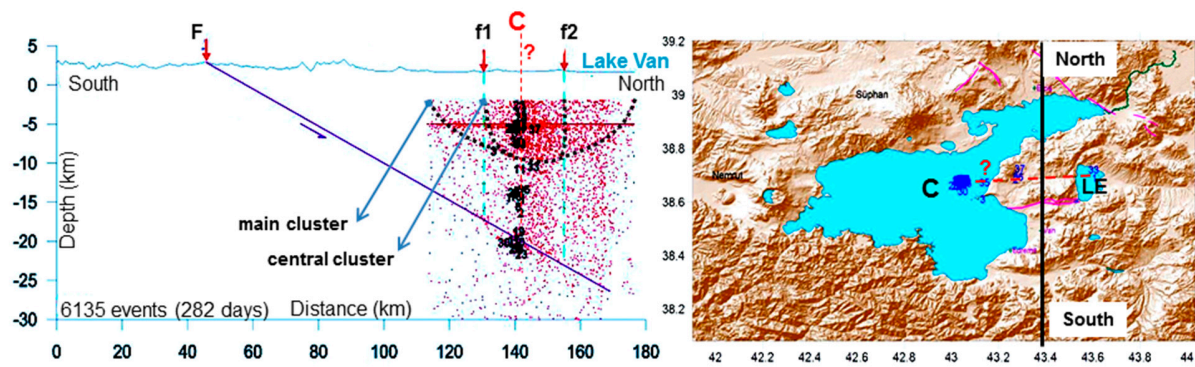 F
f1
C
f2
?
Lake Van
South
North
5
0
-5
-10
-15
-20
-25
-30
Depth (km)
main cluster
central cluster
6135 events (282 days)
Distance (km)
0
20
40
60
80
100
120
140
160
180
39.2
39
38.8
38.6
38.4
38.2
North
Süphan
Nemrut
?
C
LE
South
42
42.2
42.4
42.6
42.8
43
43.2
43.4
43.6
43.8
44